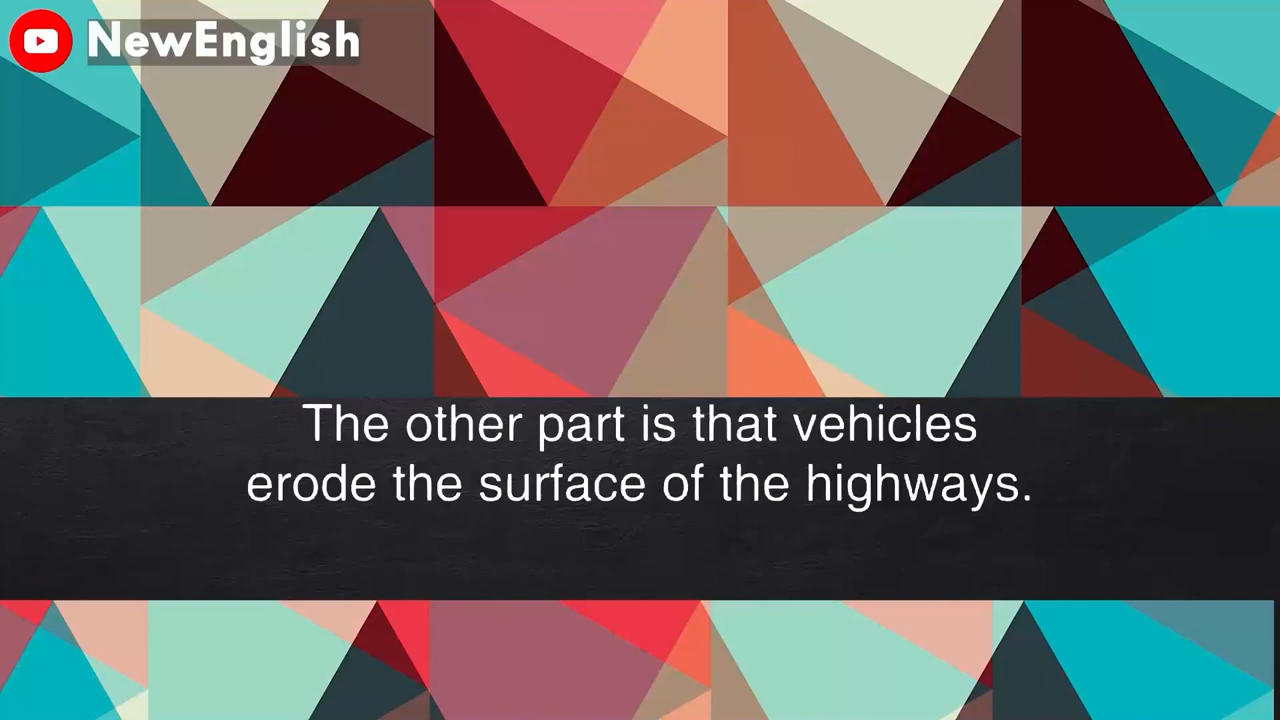 NewEnglish
The other part is that vehicles
erode the surface of the highways.